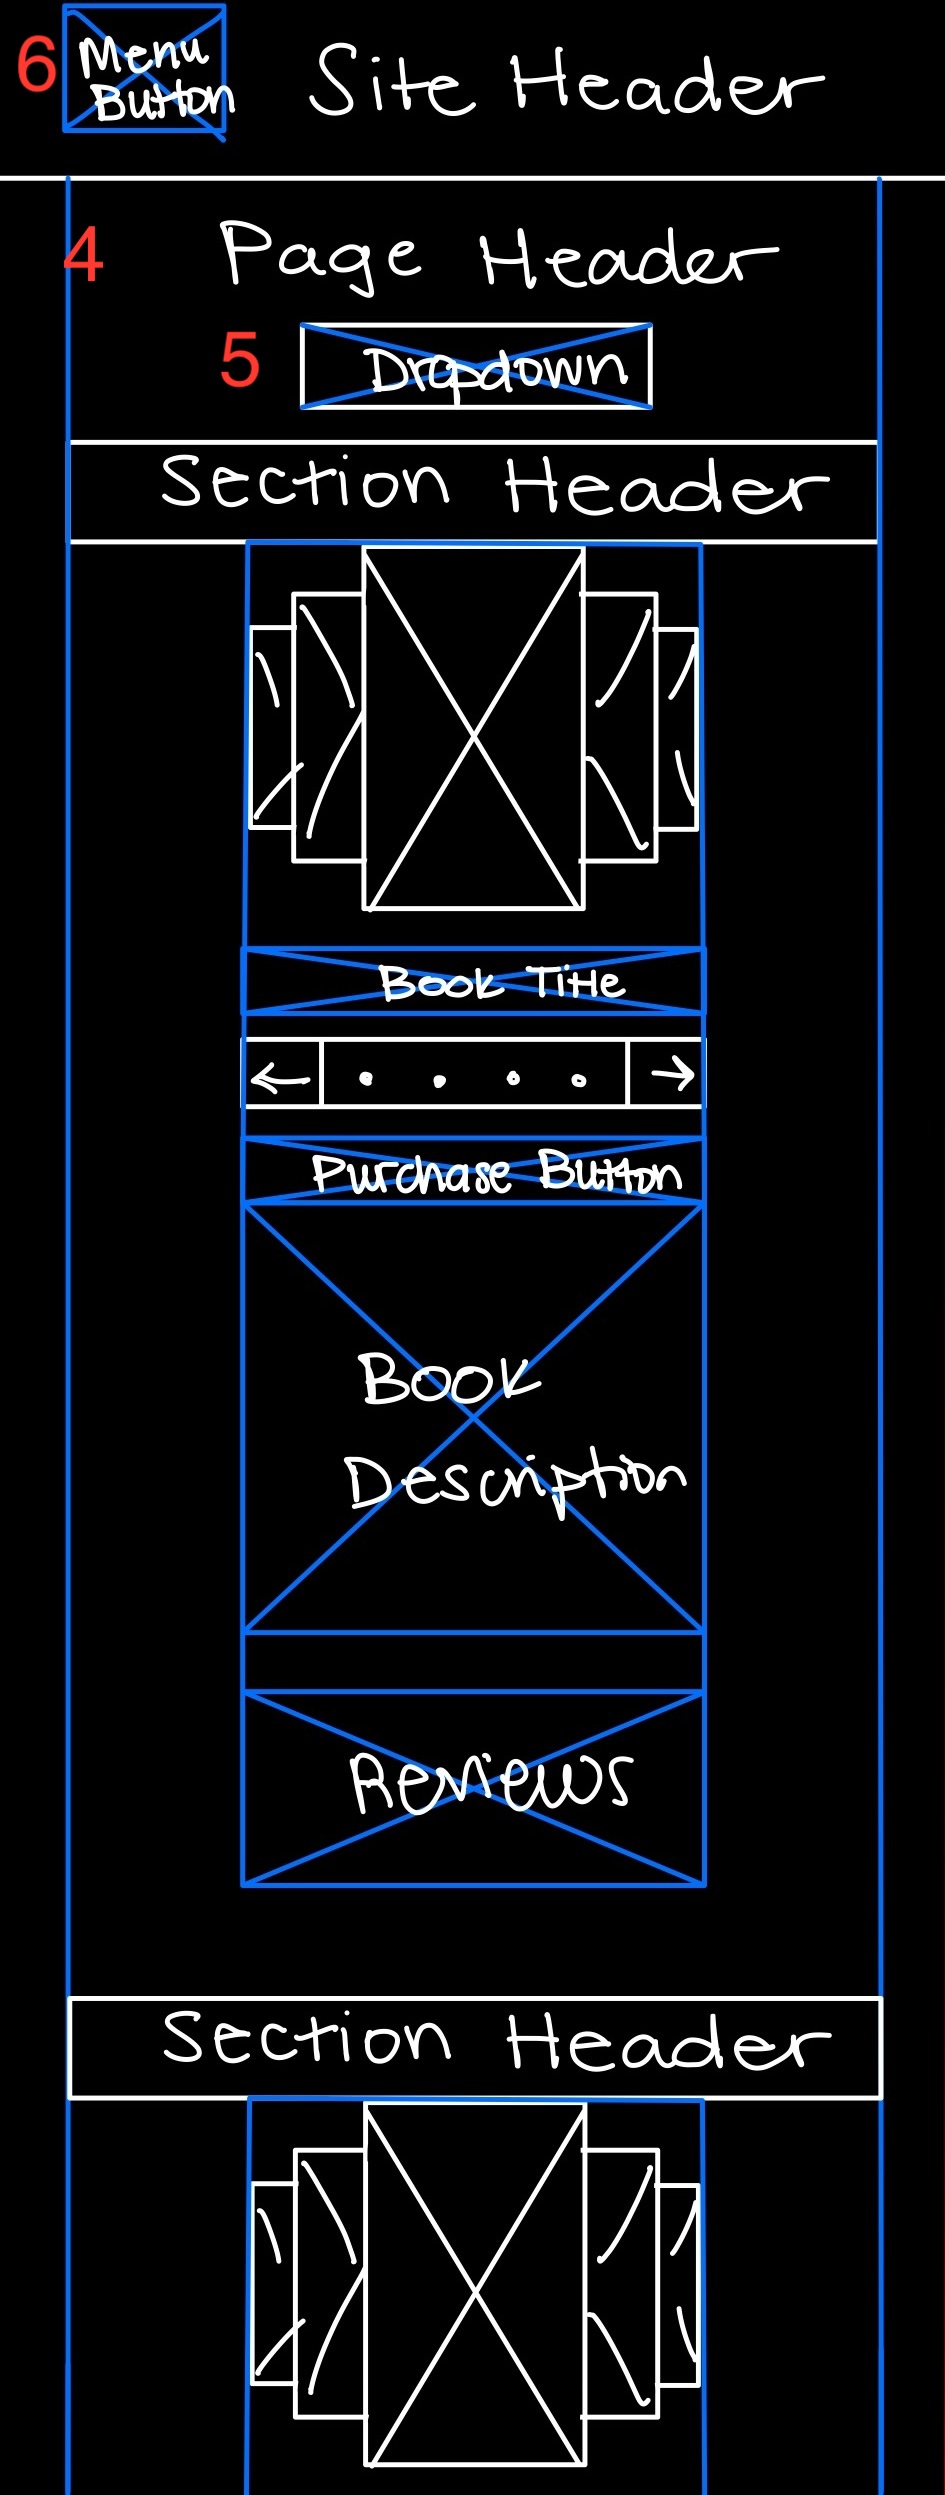 6
Menu
Button
Site Header
4
Page Header
5
Dropdown
Section Header
Book Title
Purchase Button
Book
Description
Reviews
Section Header